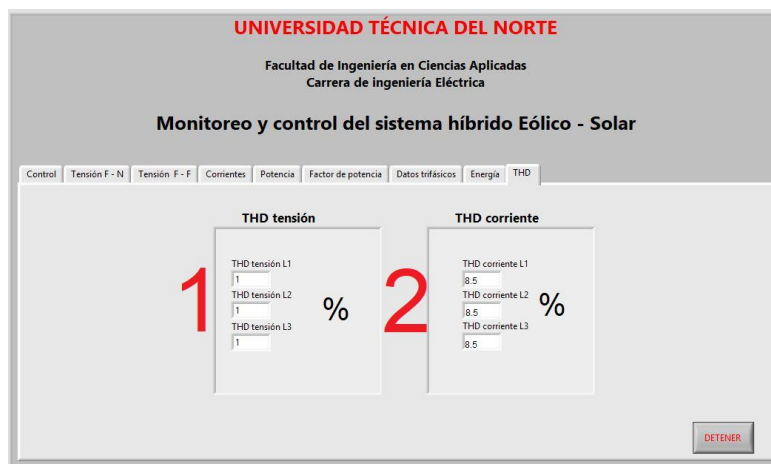 UNIVERSIDAD TÉCNICA DEL NORTE
Facultad de Ingeniería en Ciencias Aplicadas
Carrera de ingeniería Eléctrica
Monitoreo y control del sistema híbrido Eólico - Solar
Control Tensión F - N Tensión F - F Corrientes Potencia Factor de potencia Datos trifásicos Energía THD
THD tensión
1
THD tensión L1
1
THD tensión L2
1
THD tensión L3
1
%
THD corriente
2
THD corriente L1
8.5
THD corriente L2
8.5
THD corriente L3
8.5
%
DETENER